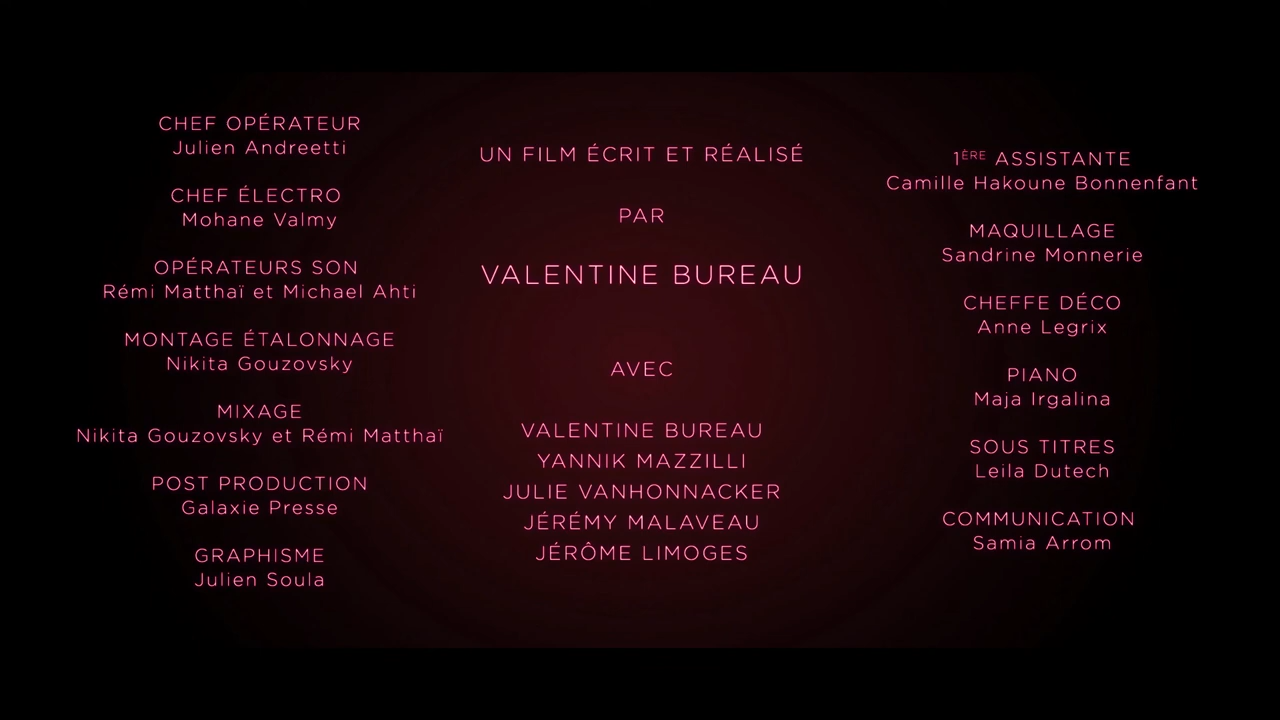 CHEF OPÉRATEUR
Julien Andreetti
CHEF ÉLECTRO
Mohane Valmy
OPÉRATEURS SON
Rémi Matthaï et Michael Ahti
MONTAGE ÉTALONNAGE
Nikita Gouzovsky
MIXAGE
Nikita Gouzovsky et Rémi Matthaï
POST PRODUCTION
Galaxie Presse
GRAPHISME
Julien Soula
UN FILM ÉCRIT ET RÉALISÉ
PAR
VALENTINE BUREAU
AVEC
VALENTINE BUREAU
YANNIK MAZZILLI
JULIE VANHONNACKER
JÉRÉMY MALAVEAU
JÉRÔME LIMOGES
1ÈRE ASSISTANTE
Camille Hakoune Bonnenfant
MAQUILLAGE
Sandrine Monnerie
CHEFFE DÉCO
Anne Legrix
PIANO
Maja Irgalina
SOUS TITRES
Leila Dutech
COMMUNICATION
Samia Arrom